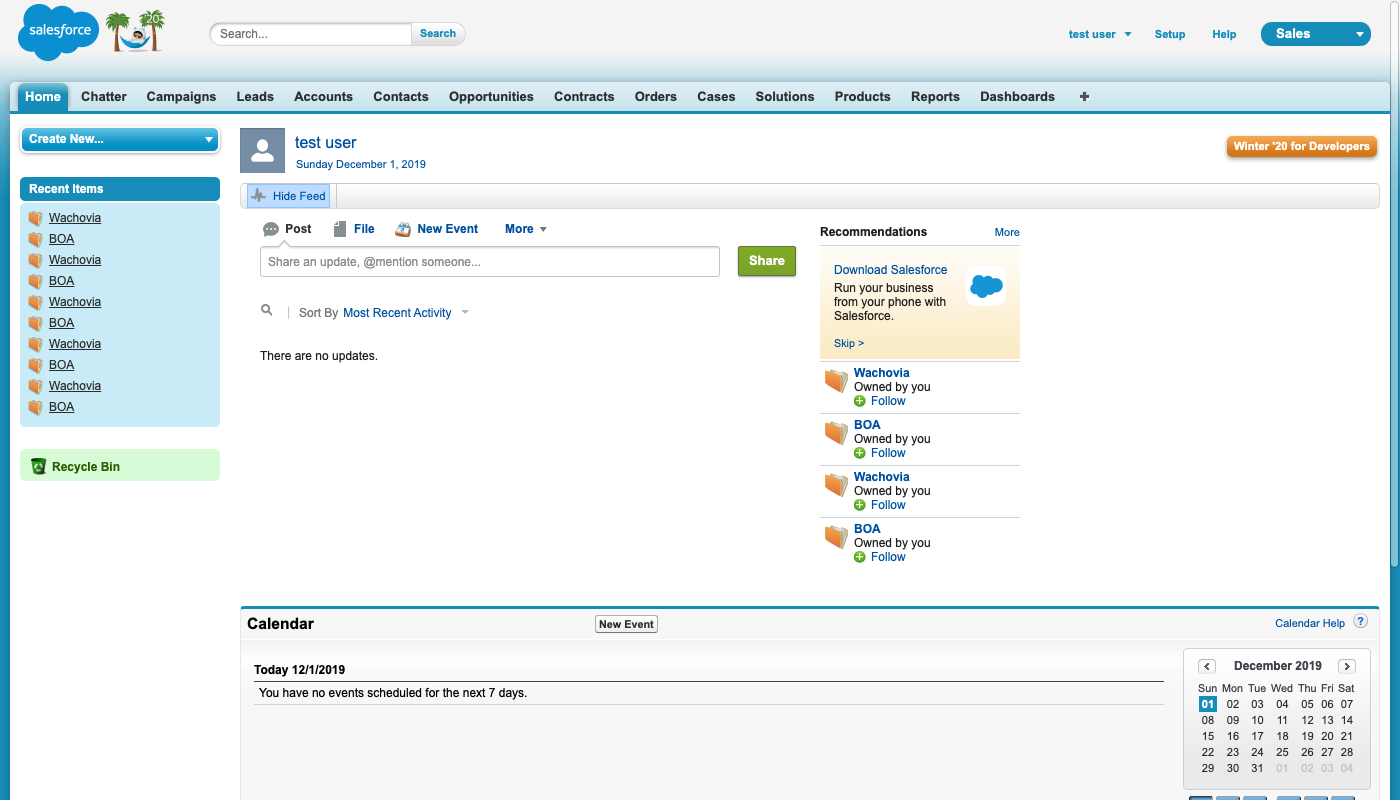 salesforce
20
Search...
Search
test user
Setup
Help
Sales
Home
Chatter
Campaigns
Leads
Accounts
Contacts
Opportunities
Contracts
Orders
Cases
Solutions
Products
Reports
Dashboards
+
Create New...
Recent Items
Wachovia
BOA
Wachovia
BOA
Wachovia
BOA
Wachovia
BOA
Wachovia
BOA
Recycle Bin
test user
Sunday December 1, 2019
Winter '20 for Developers
Hide Feed
Post
File
New Event
More
Share an update, @mention someone...
Share
Sort By Most Recent Activity
There are no updates.
Recommendations
More
Download Salesforce
Run your business
from your phone with
Salesforce.
Skip >
Wachovia
Owned by you
Follow
BOA
Owned by you
Follow
Wachovia
Owned by you
Follow
BOA
Owned by you
Follow
Calendar
New Event
Calendar Help ?
Today 12/1/2019
You have no events scheduled for the next 7 days.
December 2019
Sun Mon Tue Wed Thu Fri Sat
01 02 03 04 05 06 07
08 09 10 11 12 13 14
15 16 17 18 19 20 21
22 23 24 25 26 27 28
29 30 31 01 02 03 04